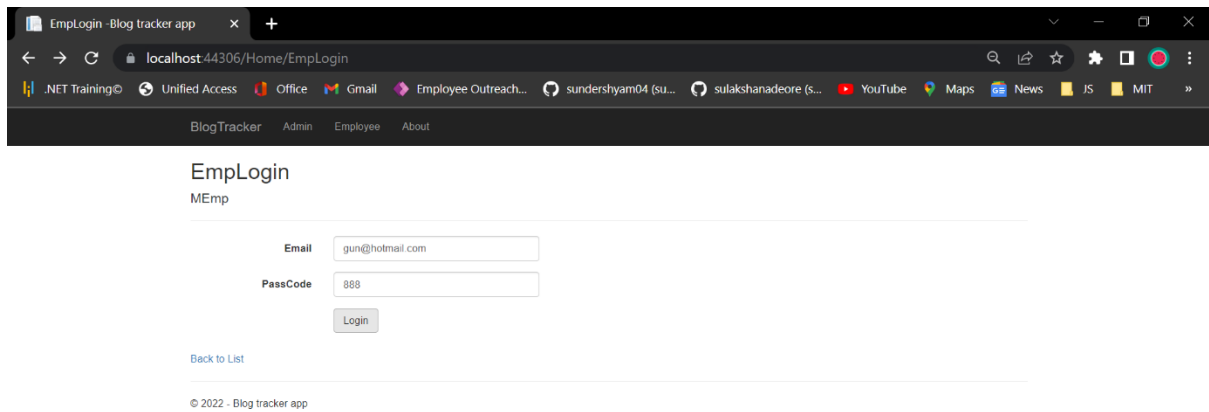 EmpLogin -Blog tracker app
localhost:44306/Home/EmpLogin
.NET Training© Unified Access Office Gmail Employee Outreach... sundershyam04 (su... sulakshanadeore (s... YouTube Maps News JS MIT »
BlogTracker Admin Employee About
EmpLogin
MEmp
Email gun@hotmail.com
PassCode 888
Login
Back to List
© 2022 - Blog tracker app